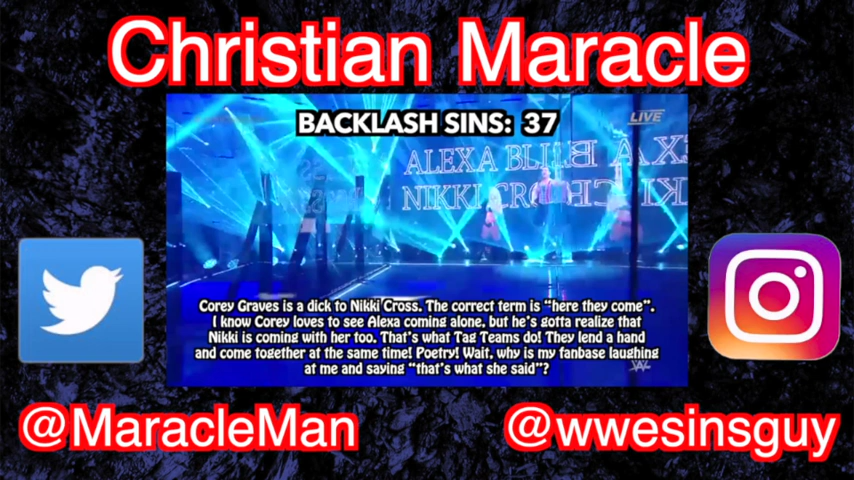 Christian Maracle
BACKLASH SINS: 37
LIVE
ALEXA BLI
NIKKI CRO
Corey Graves is a dick to Nikki Cross. The correct term is “here they come”.
I know Corey loves to see Alexa coming alone, but he's gotta realize that
Nikki is coming with her too. That's what Tag Teams do! They lend a hand
and come together at the same time! Poetry! Wait, why is my fanbase laughing
at me and saying “that's what she said”?
@MaracleMan
@wwesinsguy